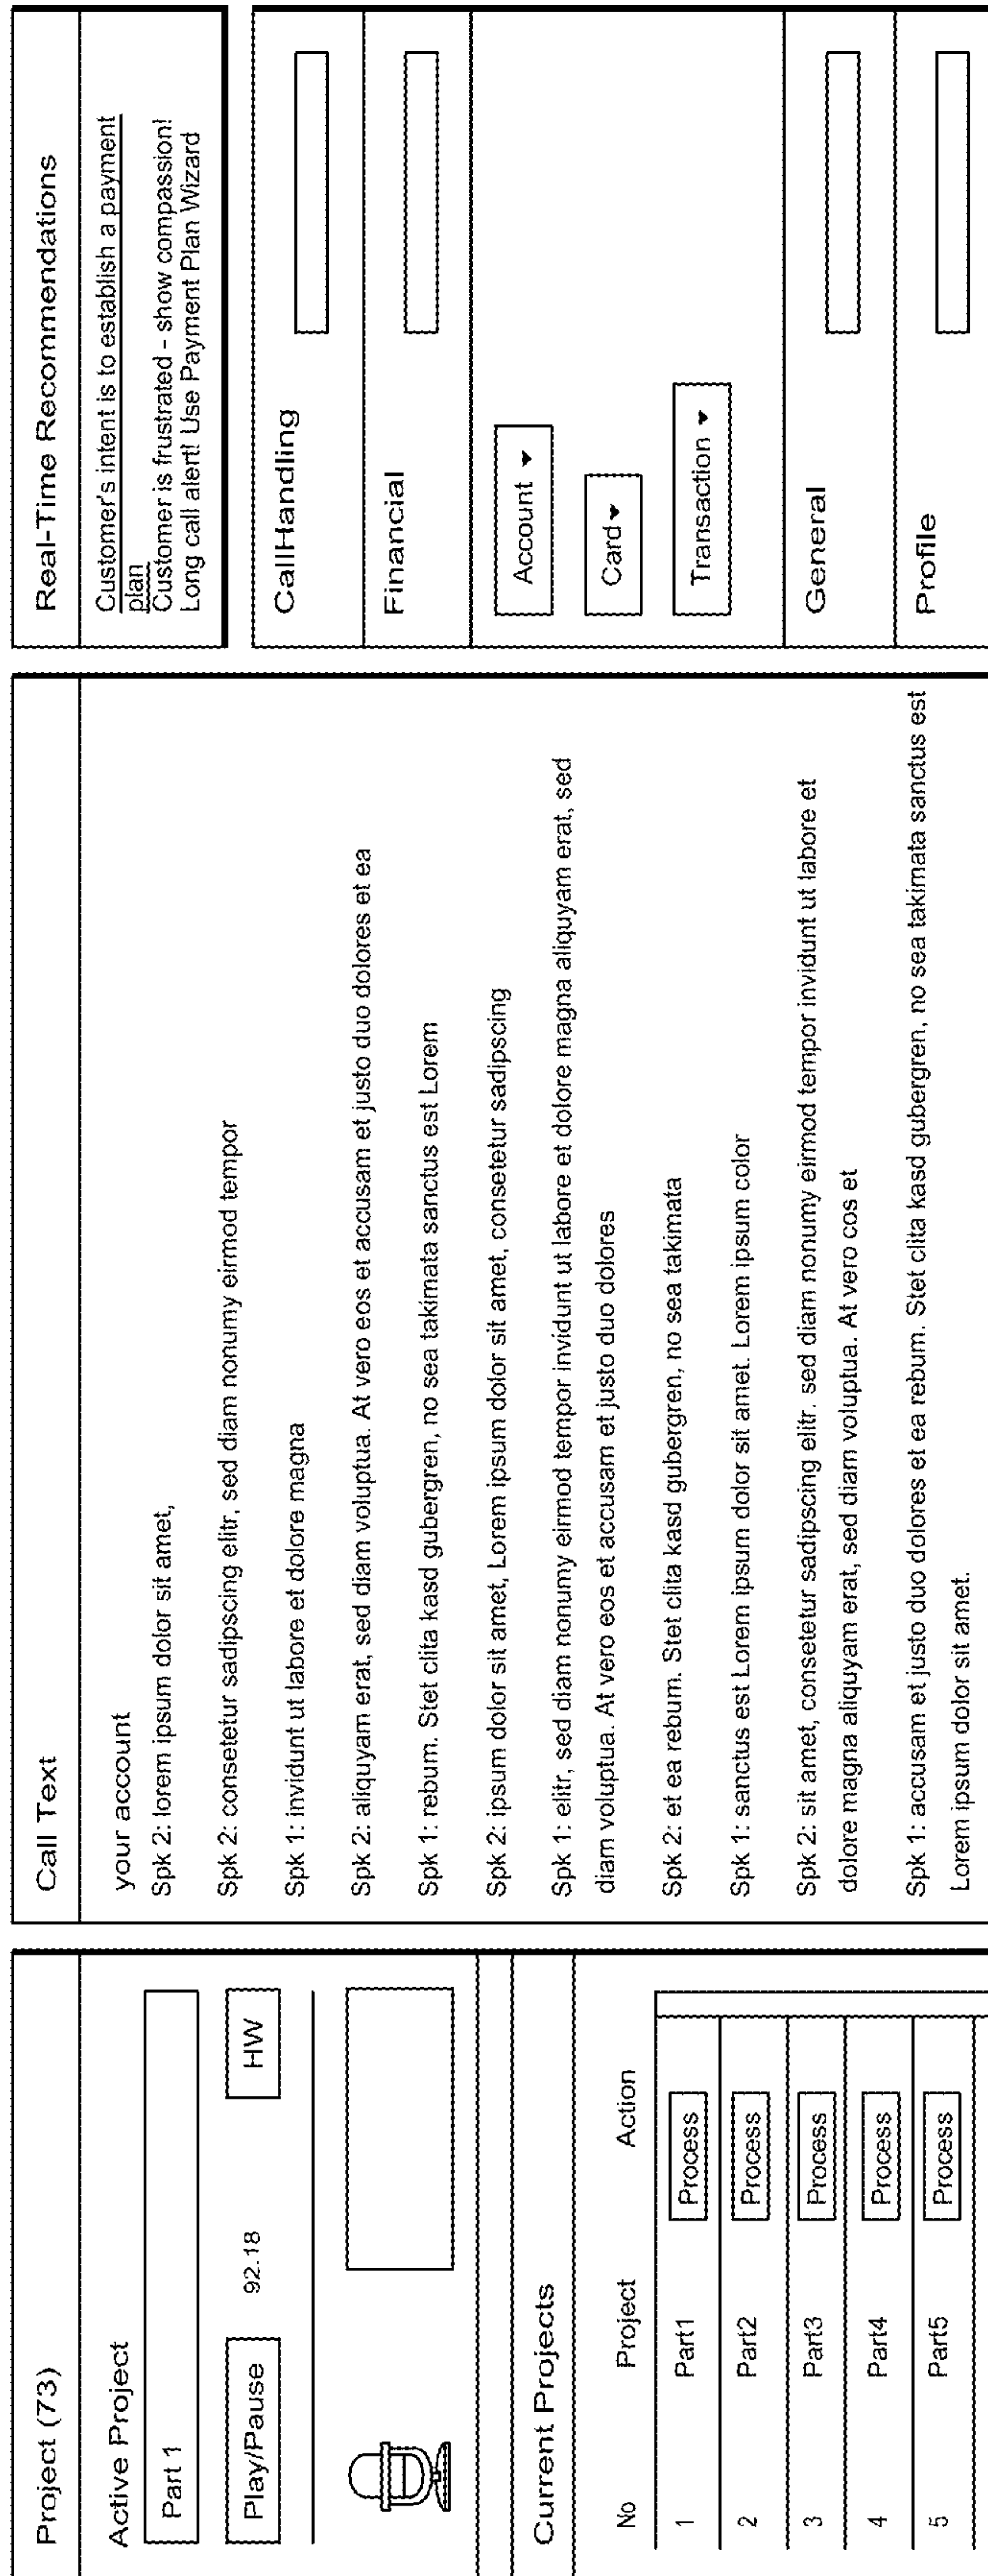 Project (73)
Active Project
Part 1
Play/Pause 92.18 HW
Current Projects
No Project Action
1 Part1 Process
2 Part2 Process
3 Part3 Process
4 Part4 Process
5 Part5 Process
Call Text
your account
Spk 2: lorem ipsum dolor sit amet,
Spk 2: consetetur sadipscing elitr, sed diam nonumy eirmod tempor
Spk 1: invidunt ut labore et dolore magna
Spk 2: aliquyam erat, sed diam voluptua. At vero eos et accusam et justo duo dolores et ea
Spk 1: rebum. Stet clita kasd gubergren, no sea takimata sanctus est Lorem
Spk 2: ipsum dolor sit amet, Lorem ipsum dolor sit amet, consetetur sadipscing
Spk 1: elitr, sed diam nonumy eirmod tempor invidunt ut labore et dolore magna aliquyam erat, sed
diam voluptua. At vero eos et accusam et justo duo dolores
Spk 2: et ea rebum. Stet clita kasd gubergren, no sea takimata
Spk 1: sanctus est Lorem ipsum dolor sit amet. Lorem ipsum color
Spk 2: sit amet, consetetur sadipscing elitr. sed diam nonumy eirmod tempor invidunt ut labore et
dolore magna aliquyam erat, sed diam voluptua. At vero cos et
Spk 1: accusam et justo duo dolores et ea rebum. Stet clita kasd gubergren, no sea takimata sanctus est
Lorem ipsum dolor sit amet.
Real-Time Recommendations
Customer's intent is to establish a payment
plan
Customer is frustrated - show compassion!
Long call alert! Use Payment Plan Wizard
CallHandling
Financial
Account
Card
Transaction
General
Profile